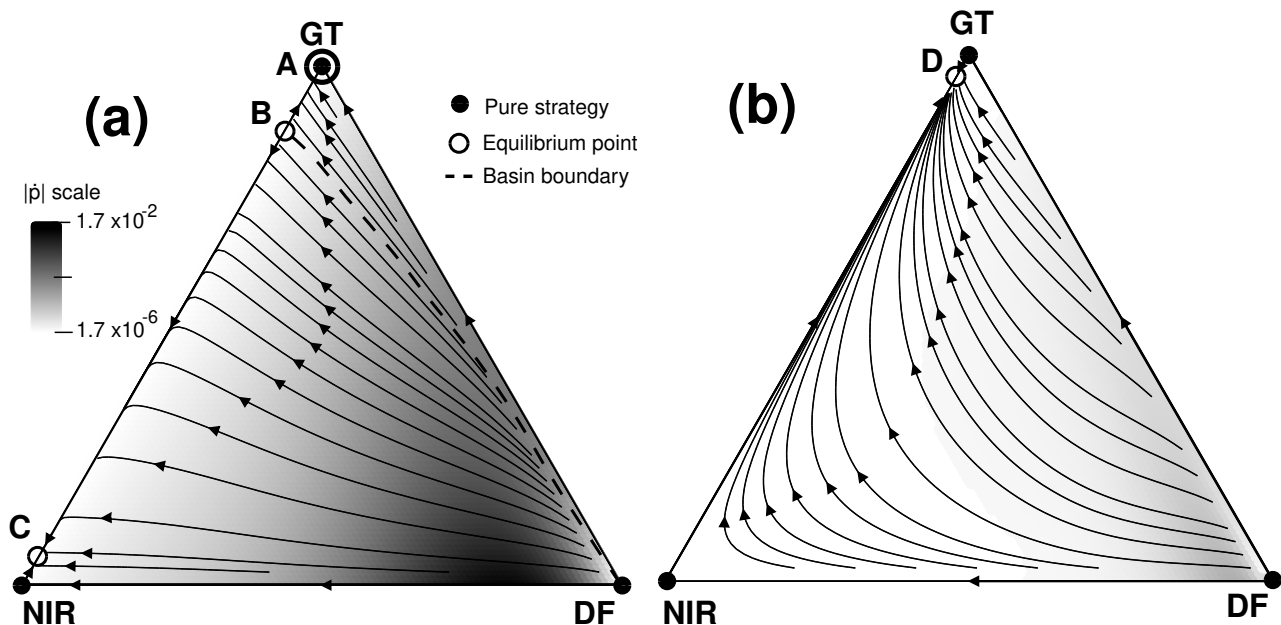 GT
A
B
(a)
Pure strategy
Equilibrium point
Basin boundary
|ṗ| scale
1.7 x10⁻²
1.7 x10⁻⁶
C
NIR
DF
GT
D
(b)
NIR
DF